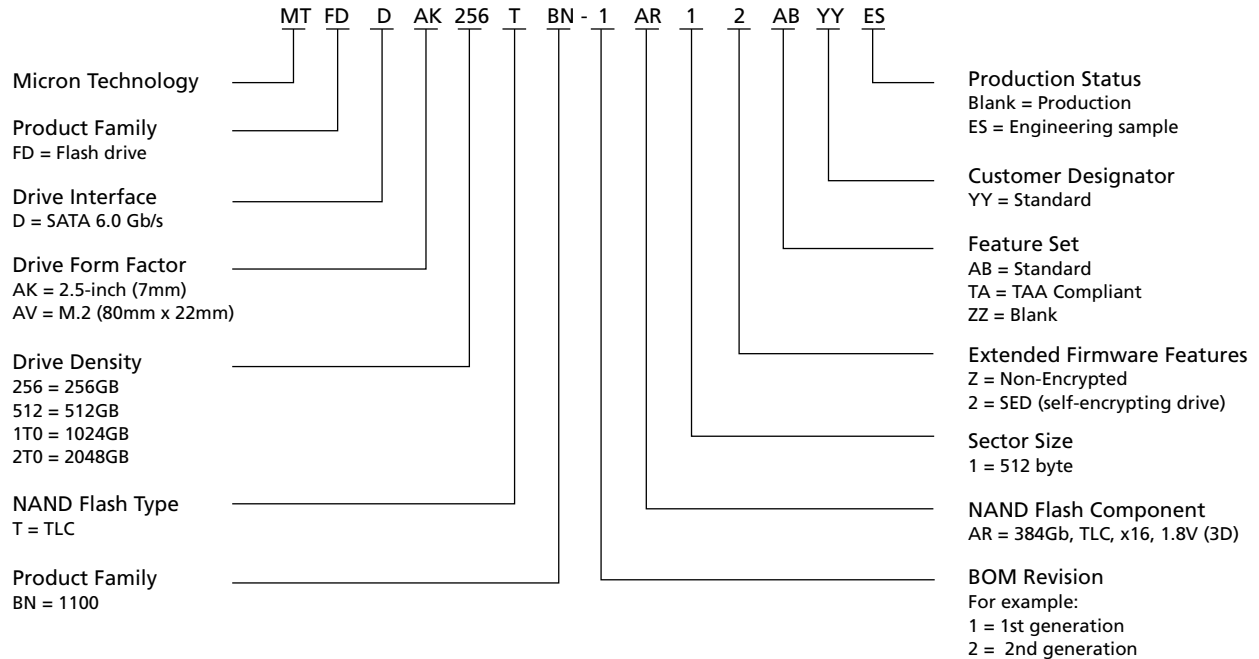 MT FD D AK 256 T BN - 1 AR 1 2 AB YY ES
Micron Technology
Product Family
FD = Flash drive
Drive Interface
D = SATA 6.0 Gb/s
Drive Form Factor
AK = 2.5-inch (7mm)
AV = M.2 (80mm x 22mm)
Drive Density
256 = 256GB
512 = 512GB
1T0 = 1024GB
2T0 = 2048GB
NAND Flash Type
T = TLC
Product Family
BN = 1100
Production Status
Blank = Production
ES = Engineering sample
Customer Designator
YY = Standard
Feature Set
AB = Standard
TA = TAA Compliant
ZZ = Blank
Extended Firmware Features
Z = Non-Encrypted
2 = SED (self-encrypting drive)
Sector Size
1 = 512 byte
NAND Flash Component
AR = 384Gb, TLC, x16, 1.8V (3D)
BOM Revision
For example:
1 = 1st generation
2 = 2nd generation